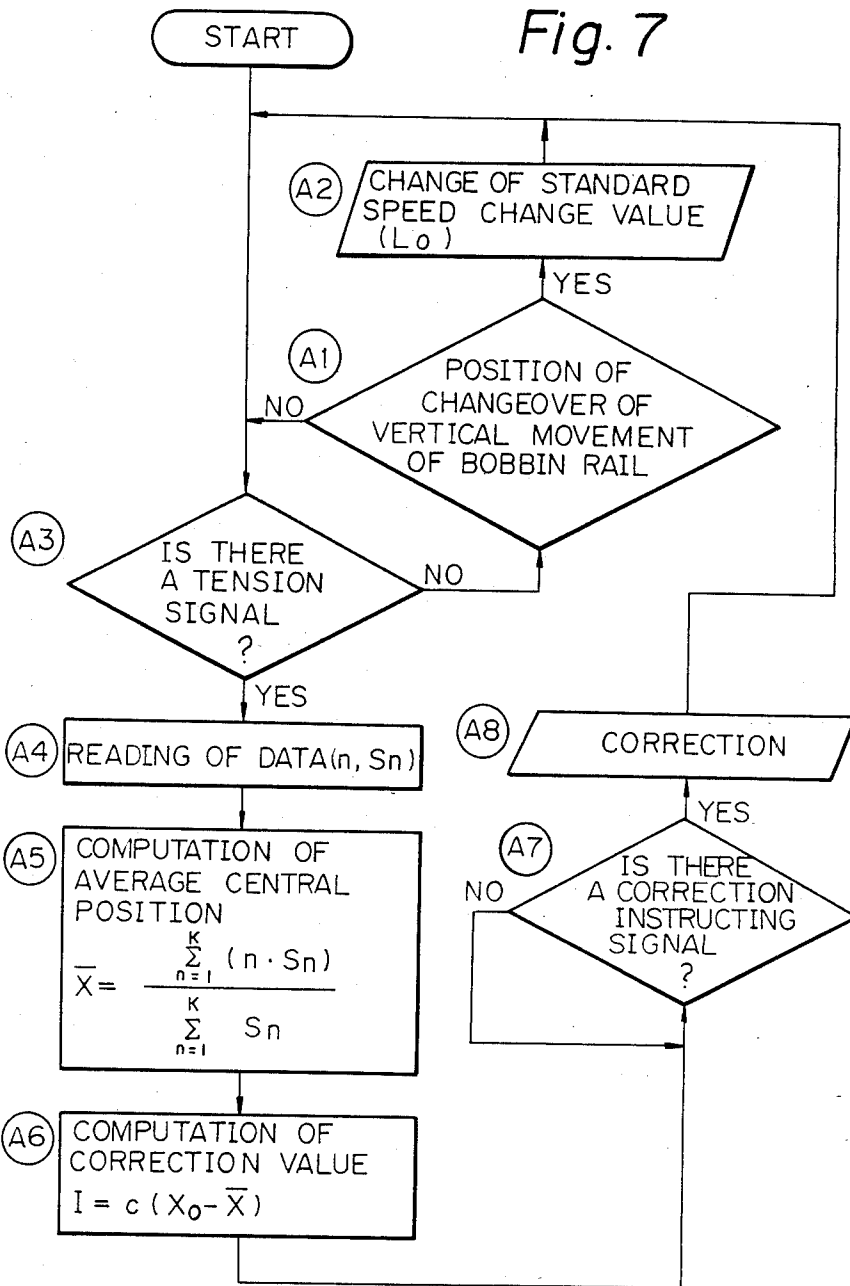 START
Fig. 7
A2
CHANGE OF STANDARD
SPEED CHANGE VALUE
(Lo)
YES
A1
POSITION OF
CHANGEOVER OF
VERTICAL MOVEMENT
OF BOBBIN RAIL
NO
A3
IS THERE
A TENSION
SIGNAL
?
NO
YES
A4
READING OF DATA(n, Sn)
A8
CORRECTION
YES
A5
COMPUTATION OF
AVERAGE CENTRAL
POSITION
X̄ = K Σ n=1 (n · Sn)
K Σ n=1 Sn
A7
IS THERE
A CORRECTION
INSTRUCTING
SIGNAL
?
NO
A6
COMPUTATION OF
CORRECTION VALUE
I = c (X₀ - X̄)